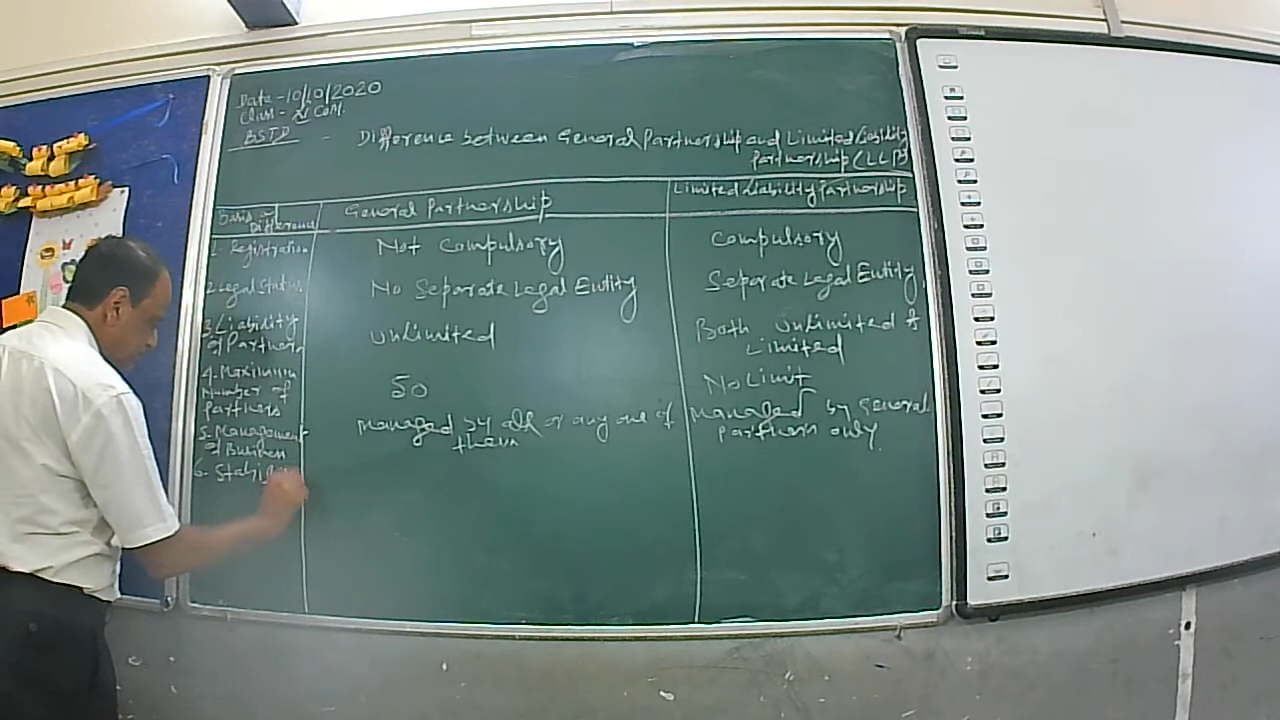 Date - 10/10/2020
Class - XI Com.
BSTD - Difference between General Partnership and Limited Liability
Partnership (LLP)
Basis of Difference
General Partnership
Limited Liability Partnership
1. Registration
Not Compulsory
Compulsory
2. Legal Status
No Separate Legal Entity
Separate Legal Entity
3. Liability
of Partners
Unlimited
Both Unlimited &
Limited
4. Maximum
Number of
Partners
50
No Limit
5. Management
of Business
Managed by all or any one of
them
Managed by General
Partners only.
6. Stabi